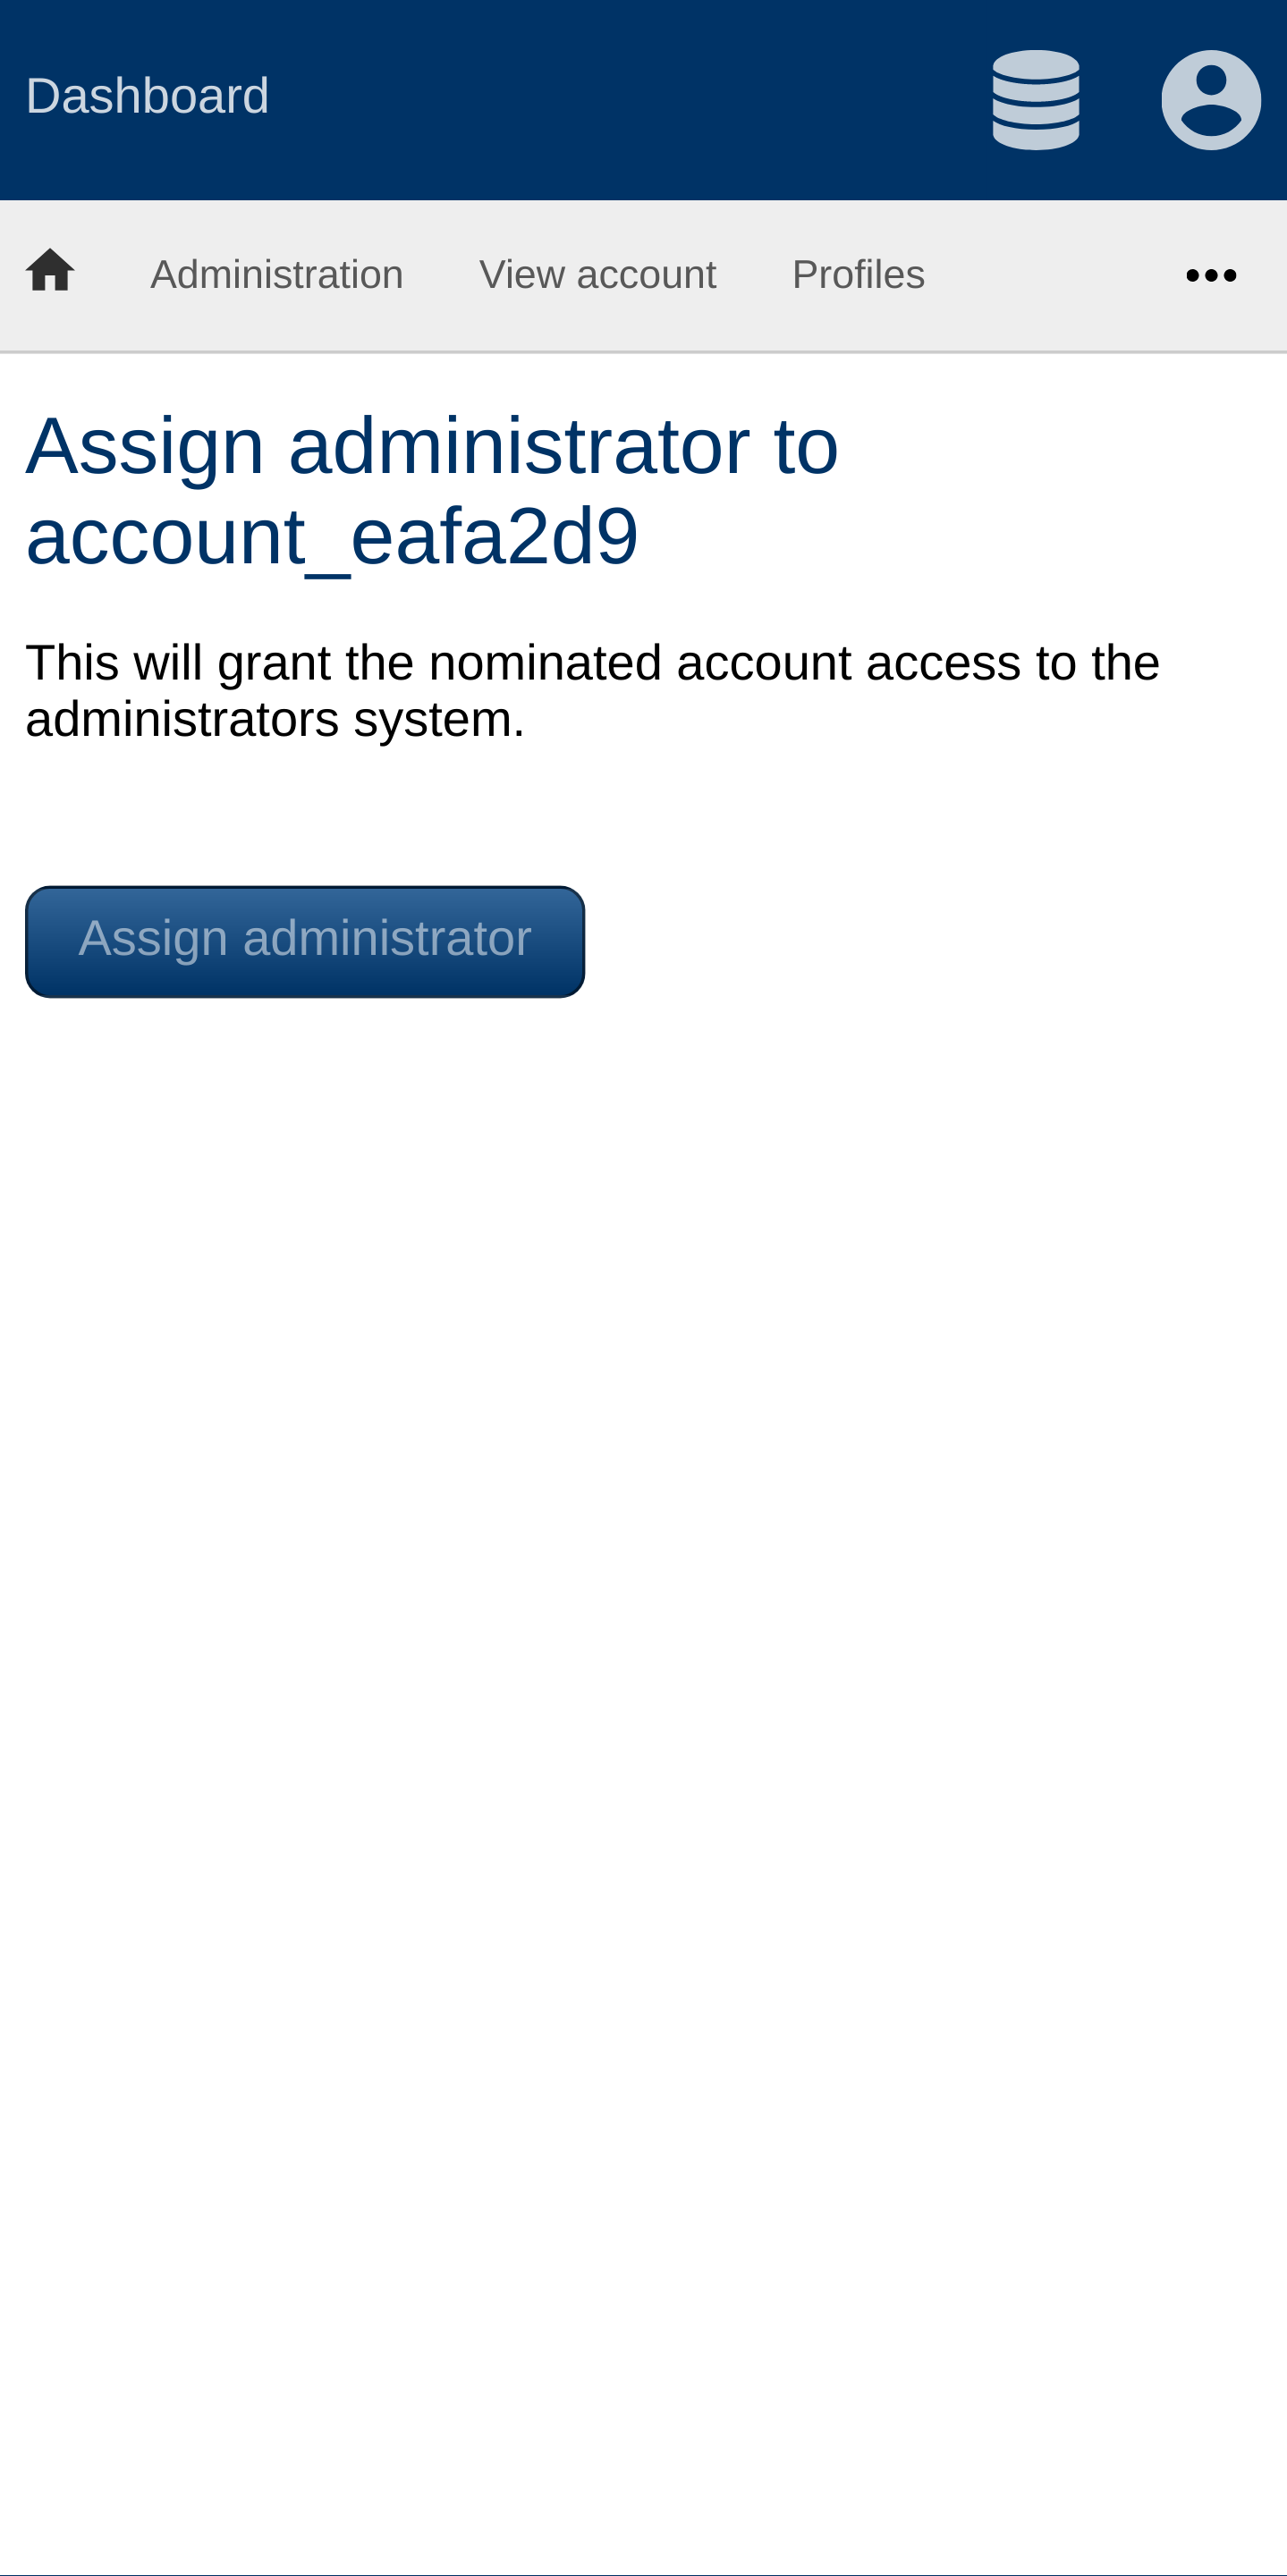 Dashboard
Administration View account Profiles
Assign administrator to
account_eafa2d9
This will grant the nominated account access to the
administrators system.
Assign administrator